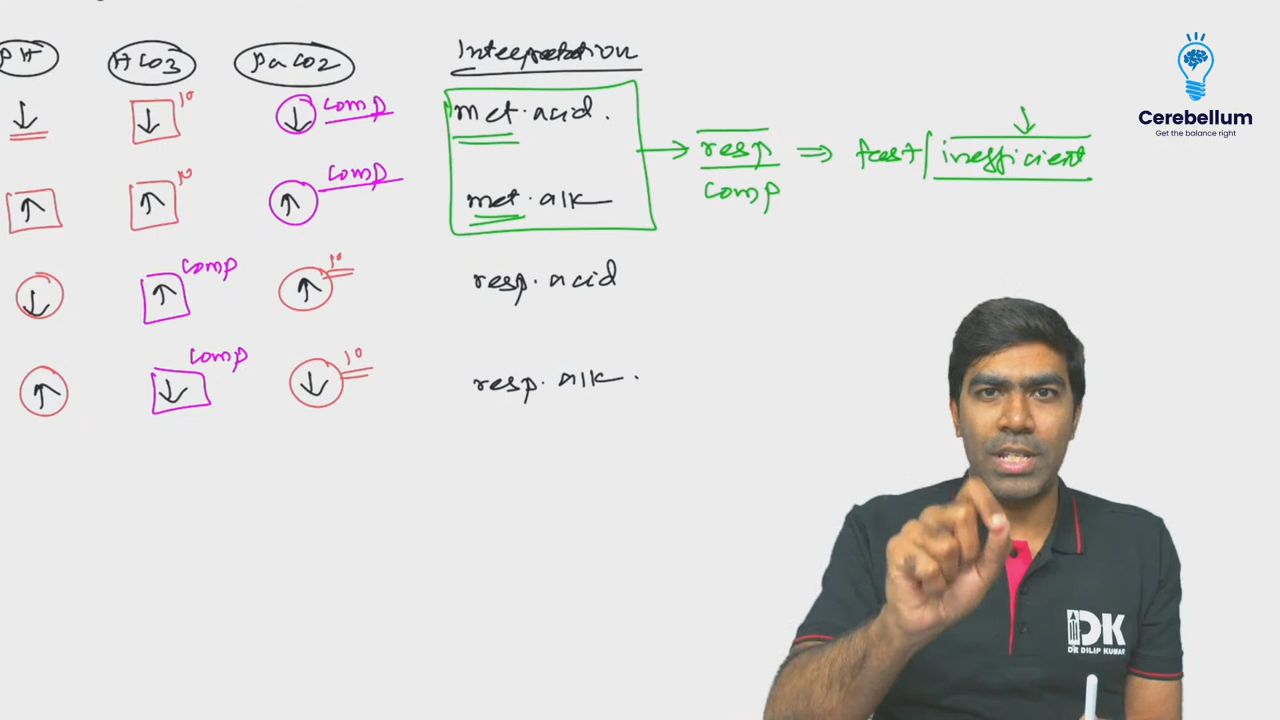 PH HCO3 PaCO2 Interpretation
↓ ↓ 1° ↓ comp met. acid.
↑ ↑ 1° ↑ comp met. alk
resp comp ⇒ fast / inefficient
↓ ↑ comp ↑ 1° resp. acid
↑ ↓ comp ↓ 1° resp. alk.
Cerebellum
Get the balance right
DK
DR DILIP KUMAR